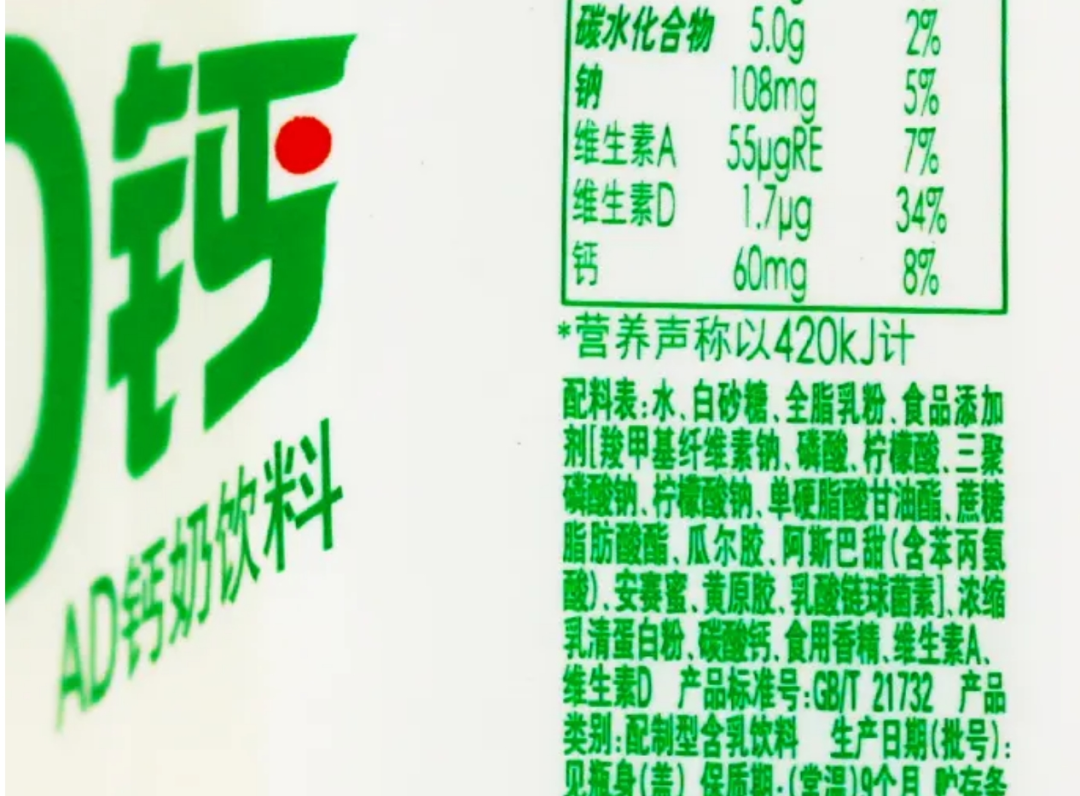 D钙
AD钙奶饮料
碳水化合物 5.0g 2%
钠 108mg 5%
维生素A 55µgRE 7%
维生素D 1.7µg 34%
钙 60mg 8%
*营养声称以420kJ计
配料表:水、白砂糖、全脂乳粉、食品添加
剂[羧甲基纤维素钠、磷酸、柠檬酸、三聚
磷酸钠、柠檬酸钠、单硬脂酸甘油酯、蔗糖
脂肪酸酯、瓜尔胶、阿斯巴甜(含苯丙氨
酸)、安赛蜜、黄原胶、乳酸链球菌素]、浓缩
乳清蛋白粉、碳酸钙、食用香精、维生素A、
维生素D 产品标准号:GB/T 21732 产品
类别:配制型含乳饮料 生产日期(批号):
见瓶身(盖) 保质期:(常温)9个月 贮存条